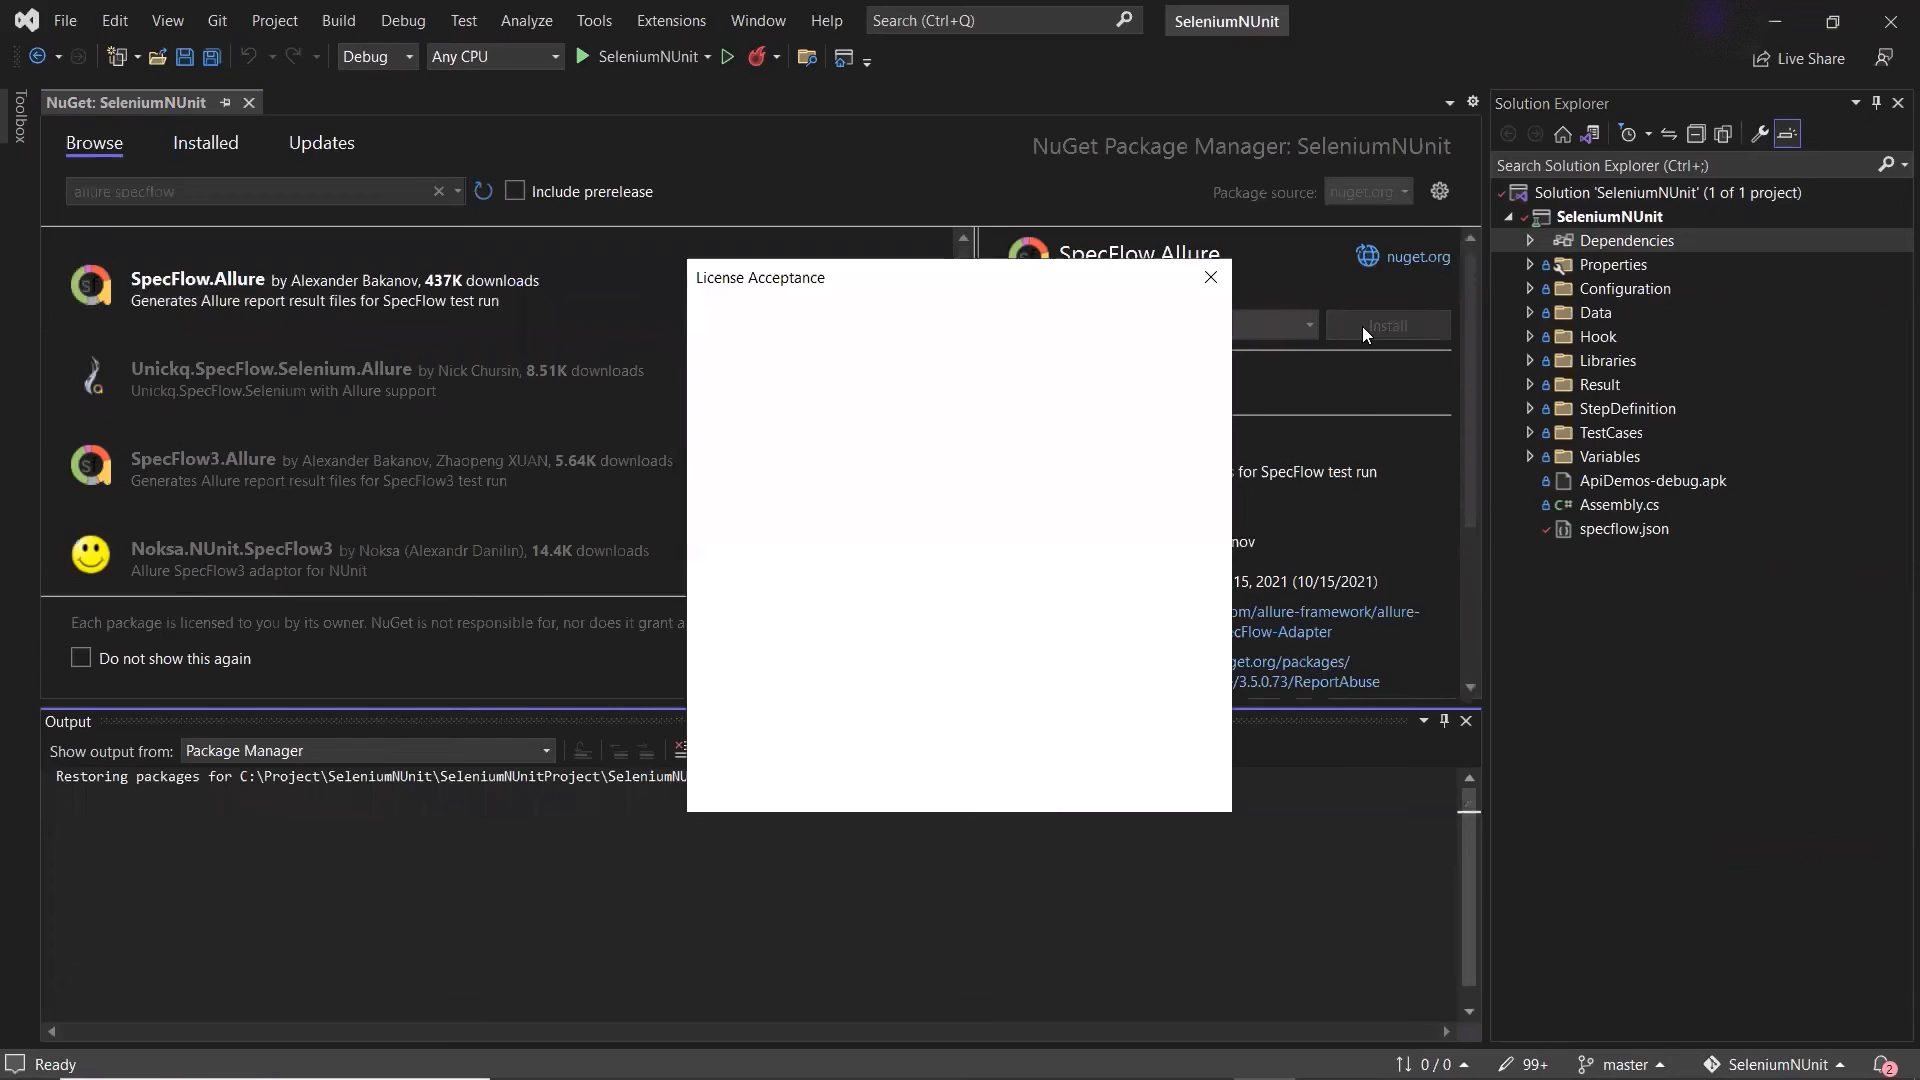 File Edit View Git Project Build Debug Test Analyze Tools Extensions Window Help Search (Ctrl+Q) SeleniumNUnit
Debug Any CPU SeleniumNUnit Live Share
Toolbox
NuGet: SeleniumNUnit
Browse Installed Updates
NuGet Package Manager: SeleniumNUnit
allure specflow Include prerelease Package source: nuget.org
SpecFlow.Allure by Alexander Bakanov, 437K downloads
Generates Allure report result files for SpecFlow test run
Unickq.SpecFlow.Selenium.Allure by Nick Chursin, 8.51K downloads
Unickq.SpecFlow.Selenium with Allure support
SpecFlow3.Allure by Alexander Bakanov, Zhaopeng XUAN, 5.64K downloads
Generates Allure report result files for SpecFlow3 test run
Noksa.NUnit.SpecFlow3 by Noksa (Alexandr Danilin), 14.4K downloads
Allure SpecFlow3 adaptor for NUnit
Each package is licensed to you by its owner. NuGet is not responsible for, nor does it grant a
Do not show this again
SpecFlow.Allure nuget.org
License Acceptance
Install
s for SpecFlow test run
nov
15, 2021 (10/15/2021)
om/allure-framework/allure-
cFlow-Adapter
get.org/packages/
/3.5.0.73/ReportAbuse
Output
Show output from: Package Manager
Restoring packages for C:\Project\SeleniumNUnit\SeleniumNUnitProject\SeleniumNU
Solution Explorer
Search Solution Explorer (Ctrl+;)
Solution 'SeleniumNUnit' (1 of 1 project)
SeleniumNUnit
Dependencies
Properties
Configuration
Data
Hook
Libraries
Result
StepDefinition
TestCases
Variables
ApiDemos-debug.apk
C# Assembly.cs
specflow.json
Ready 0 / 0 99+ master SeleniumNUnit 2